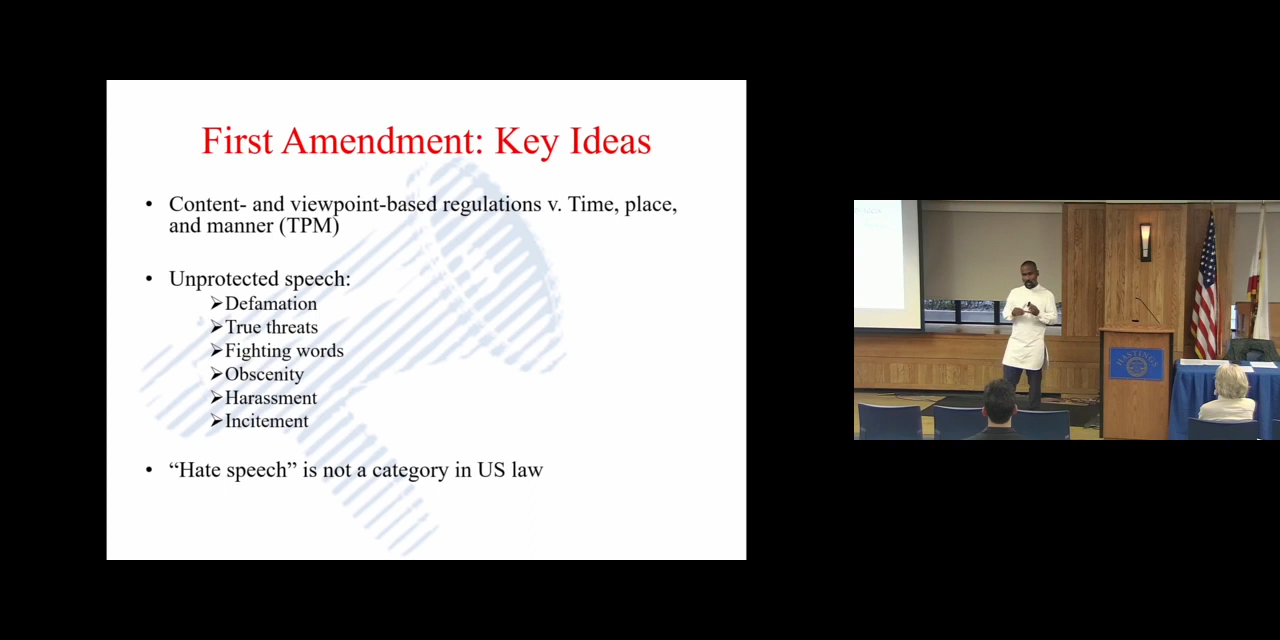 First Amendment: Key Ideas
• Content- and viewpoint-based regulations v. Time, place,
and manner (TPM)
• Unprotected speech:
➢Defamation
➢True threats
➢Fighting words
➢Obscenity
➢Harassment
➢Incitement
• “Hate speech” is not a category in US law
HASTINGS